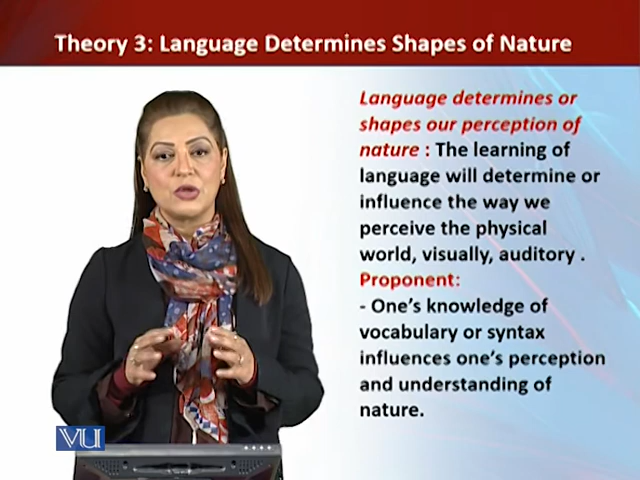 Theory 3: Language Determines Shapes of Nature
Language determines or
shapes our perception of
nature : The learning of
language will determine or
influence the way we
perceive the physical
world, visually, auditory .
Proponent:
- One's knowledge of
vocabulary or syntax
influences one's perception
and understanding of
nature.
VU